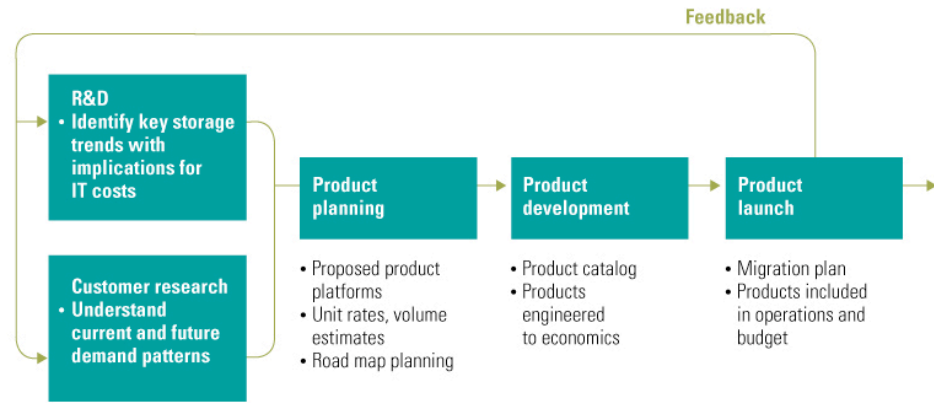 Feedback
R&D
• Identify key storage
trends with
implications for
IT costs
Customer research
• Understand
current and future
demand patterns
Product
planning
• Proposed product
platforms
• Unit rates, volume
estimates
• Road map planning
Product
development
• Product catalog
• Products
engineered
to economics
Product
launch
• Migration plan
• Products included
in operations and
budget